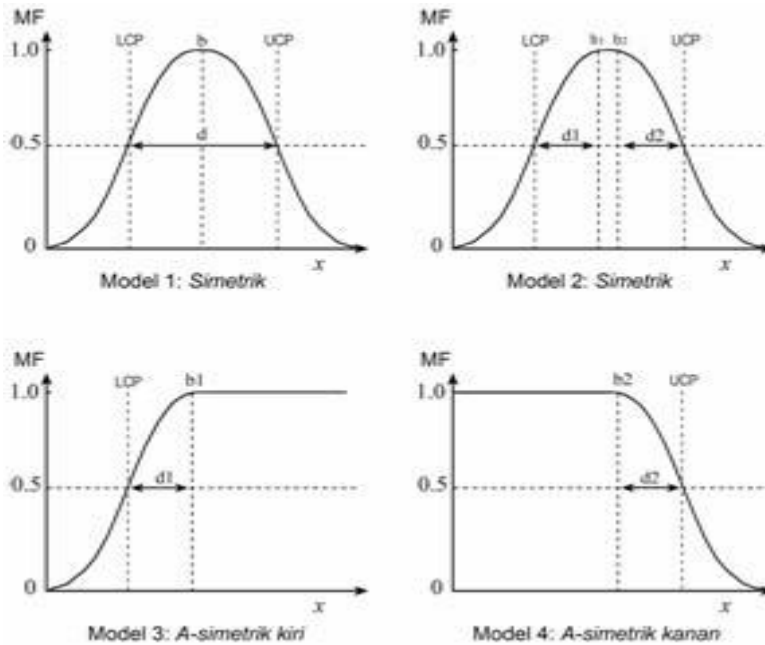 MF
LCP b UCP
1.0
d
0.5
0
x
Model 1: Simetrik
MF
LCP b1 b2 UCP
1.0
d1 d2
0.5
0
x
Model 2: Simetrik
MF
LCP b1
1.0
d1
0.5
0
x
Model 3: A-simetrik kiri
MF
b2 UCP
1.0
d2
0.5
0
x
Model 4: A-simetrik kanan